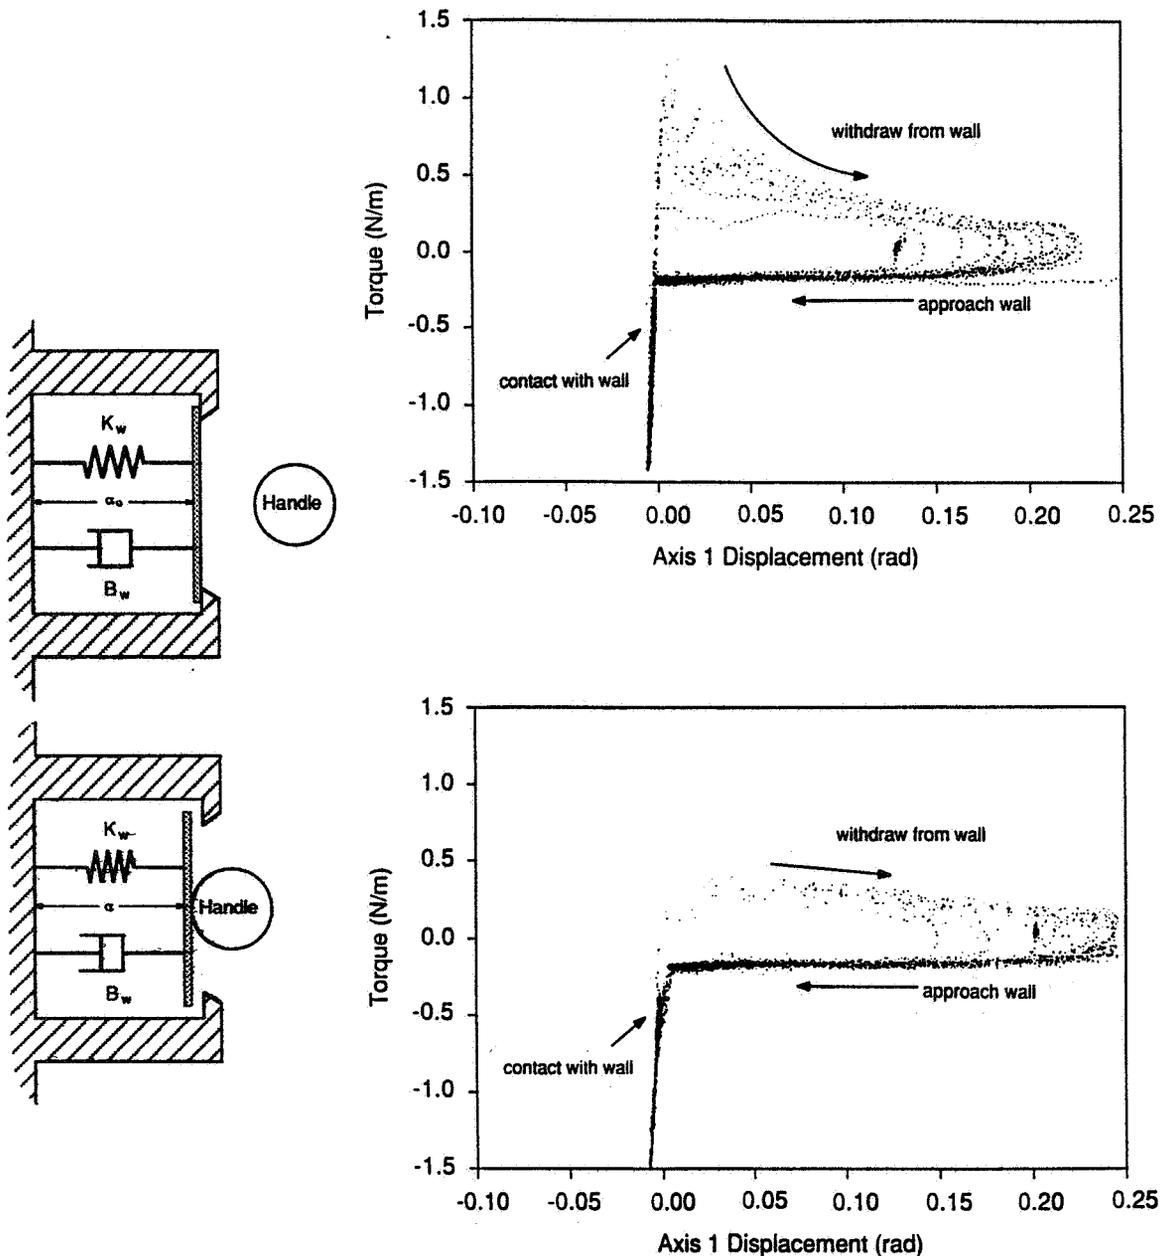 1.5
1.0
0.5
0.0
-0.5
-1.0
-1.5
Torque (N/m)
withdraw from wall
approach wall
contact with wall
-0.10
-0.05
0.00
0.05
0.10
0.15
0.20
0.25
Axis 1 Displacement (rad)
Kw
αo
Bw
Handle
1.5
1.0
0.5
0.0
-0.5
-1.0
-1.5
Torque (N/m)
withdraw from wall
approach wall
contact with wall
-0.10
-0.05
0.00
0.05
0.10
0.15
0.20
0.25
Axis 1 Displacement (rad)
Kw
α
Bw
Handle